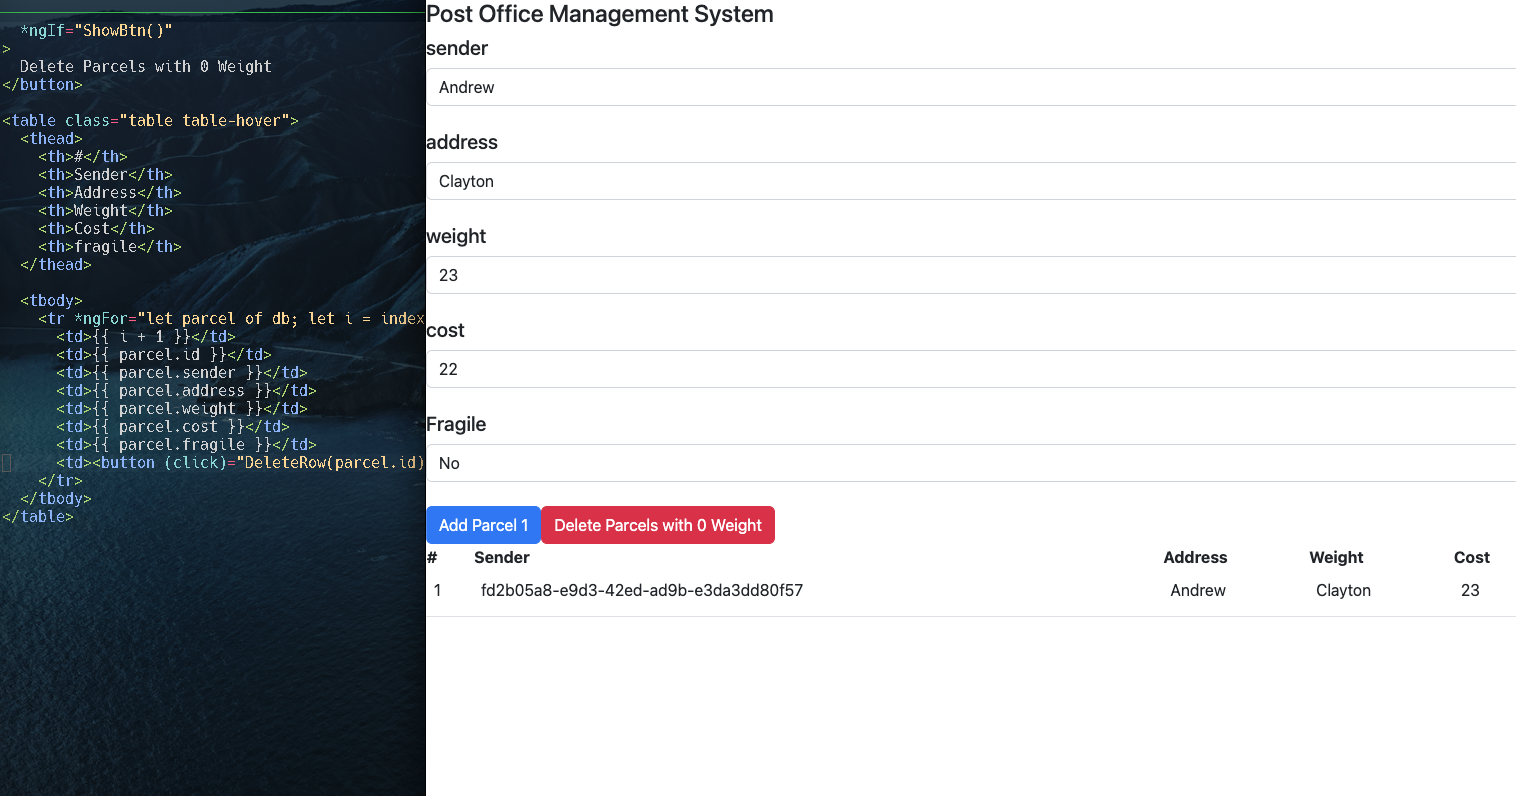 *ngIf="ShowBtn()"
>
Delete Parcels with 0 Weight
</button>
<table class="table table-hover">
<thead>
<th>#</th>
<th>Sender</th>
<th>Address</th>
<th>Weight</th>
<th>Cost</th>
<th>fragile</th>
</thead>
<tbody>
<tr *ngFor="let parcel of db; let i = index
<td>{{ i + 1 }}</td>
<td>{{ parcel.id }}</td>
<td>{{ parcel.sender }}</td>
<td>{{ parcel.address }}</td>
<td>{{ parcel.weight }}</td>
<td>{{ parcel.cost }}</td>
<td>{{ parcel.fragile }}</td>
<td><button (click)="DeleteRow(parcel.id)
</tr>
</tbody>
</table>
Post Office Management System
sender
Andrew
address
Clayton
weight
23
cost
22
Fragile
No
Add Parcel 1 Delete Parcels with 0 Weight
# Sender Address Weight Cost
1 fd2b05a8-e9d3-42ed-ad9b-e3da3dd80f57 Andrew Clayton 23